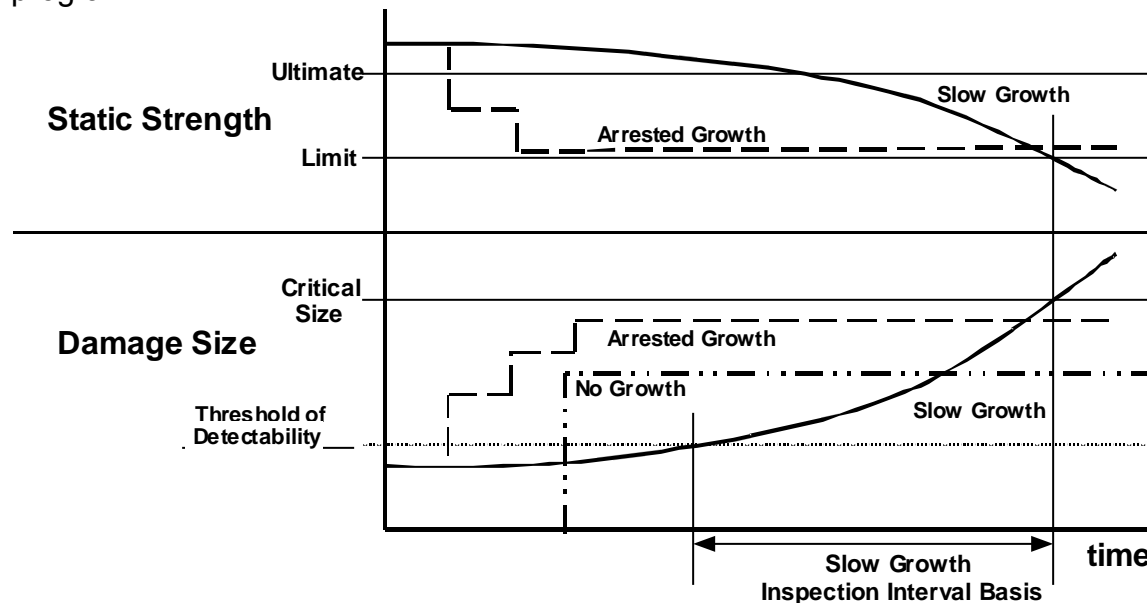 Ultimate
Slow Growth
Static Strength
Arrested Growth
Limit
Critical
Size
Arrested Growth
Damage Size
No Growth
Slow Growth
Threshold of
Detectability
time
Slow Growth
Inspection Interval Basis